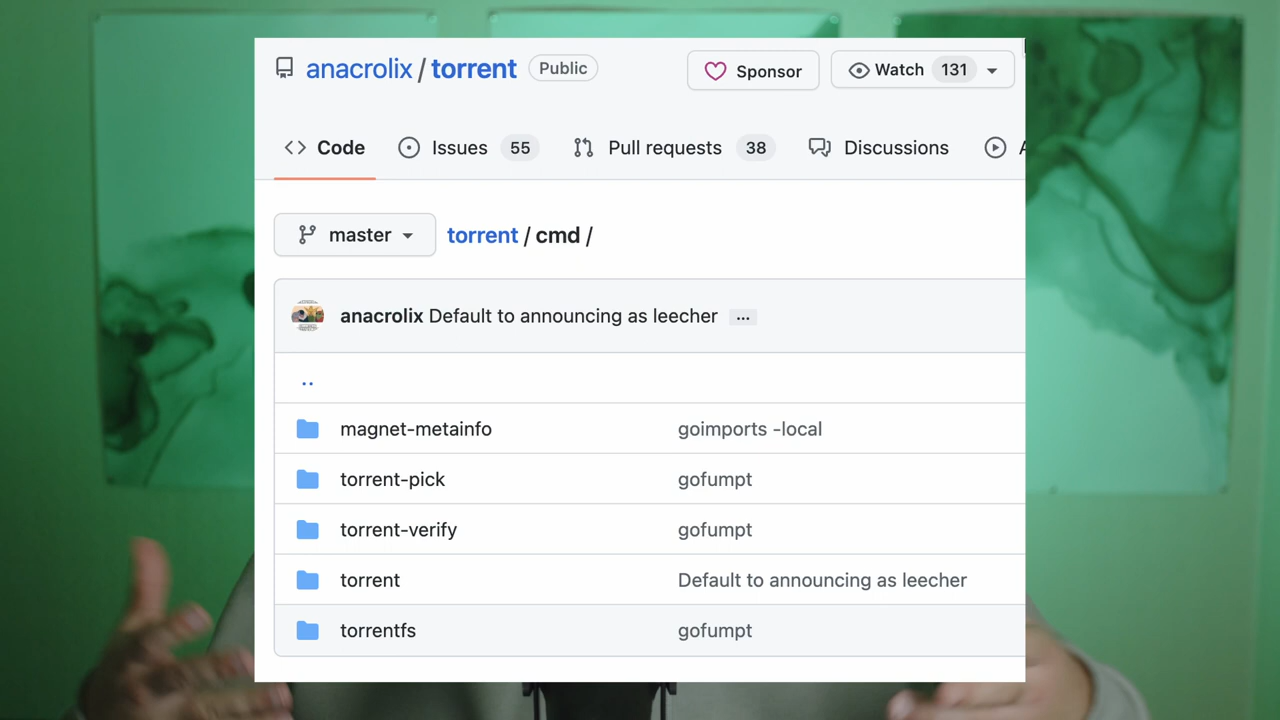 anacrolix / torrent Public Sponsor Watch 131
Code Issues 55 Pull requests 38 Discussions A
master torrent / cmd /
anacrolix Default to announcing as leecher ...
..
magnet-metainfo goimports -local
torrent-pick gofumpt
torrent-verify gofumpt
torrent Default to announcing as leecher
torrentfs gofumpt